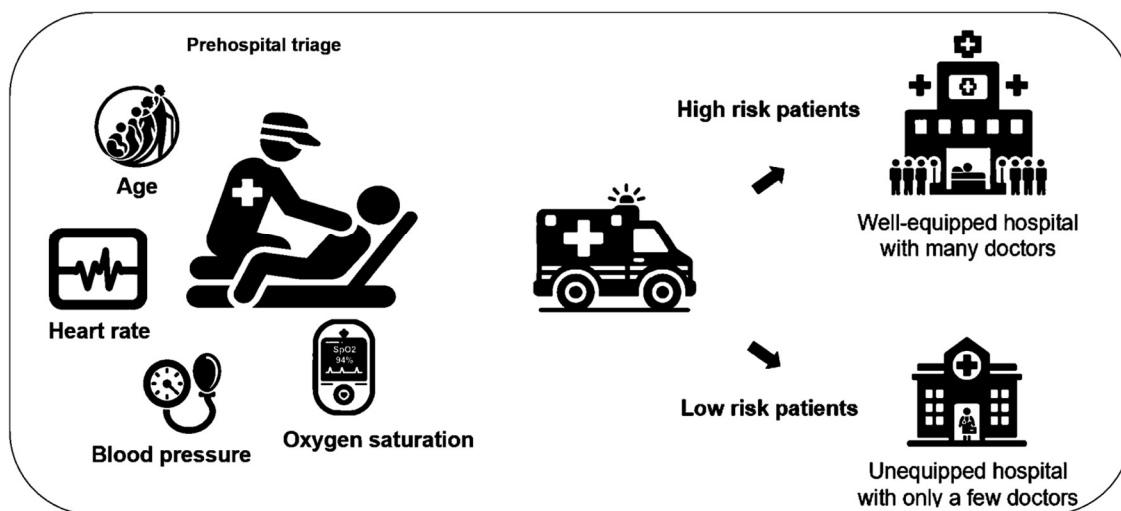 Prehospital triage
Age
Heart rate
SpO2
94%
Blood pressure
Oxygen saturation
High risk patients
Well-equipped hospital
with many doctors
Low risk patients
Unequipped hospital
with only a few doctors